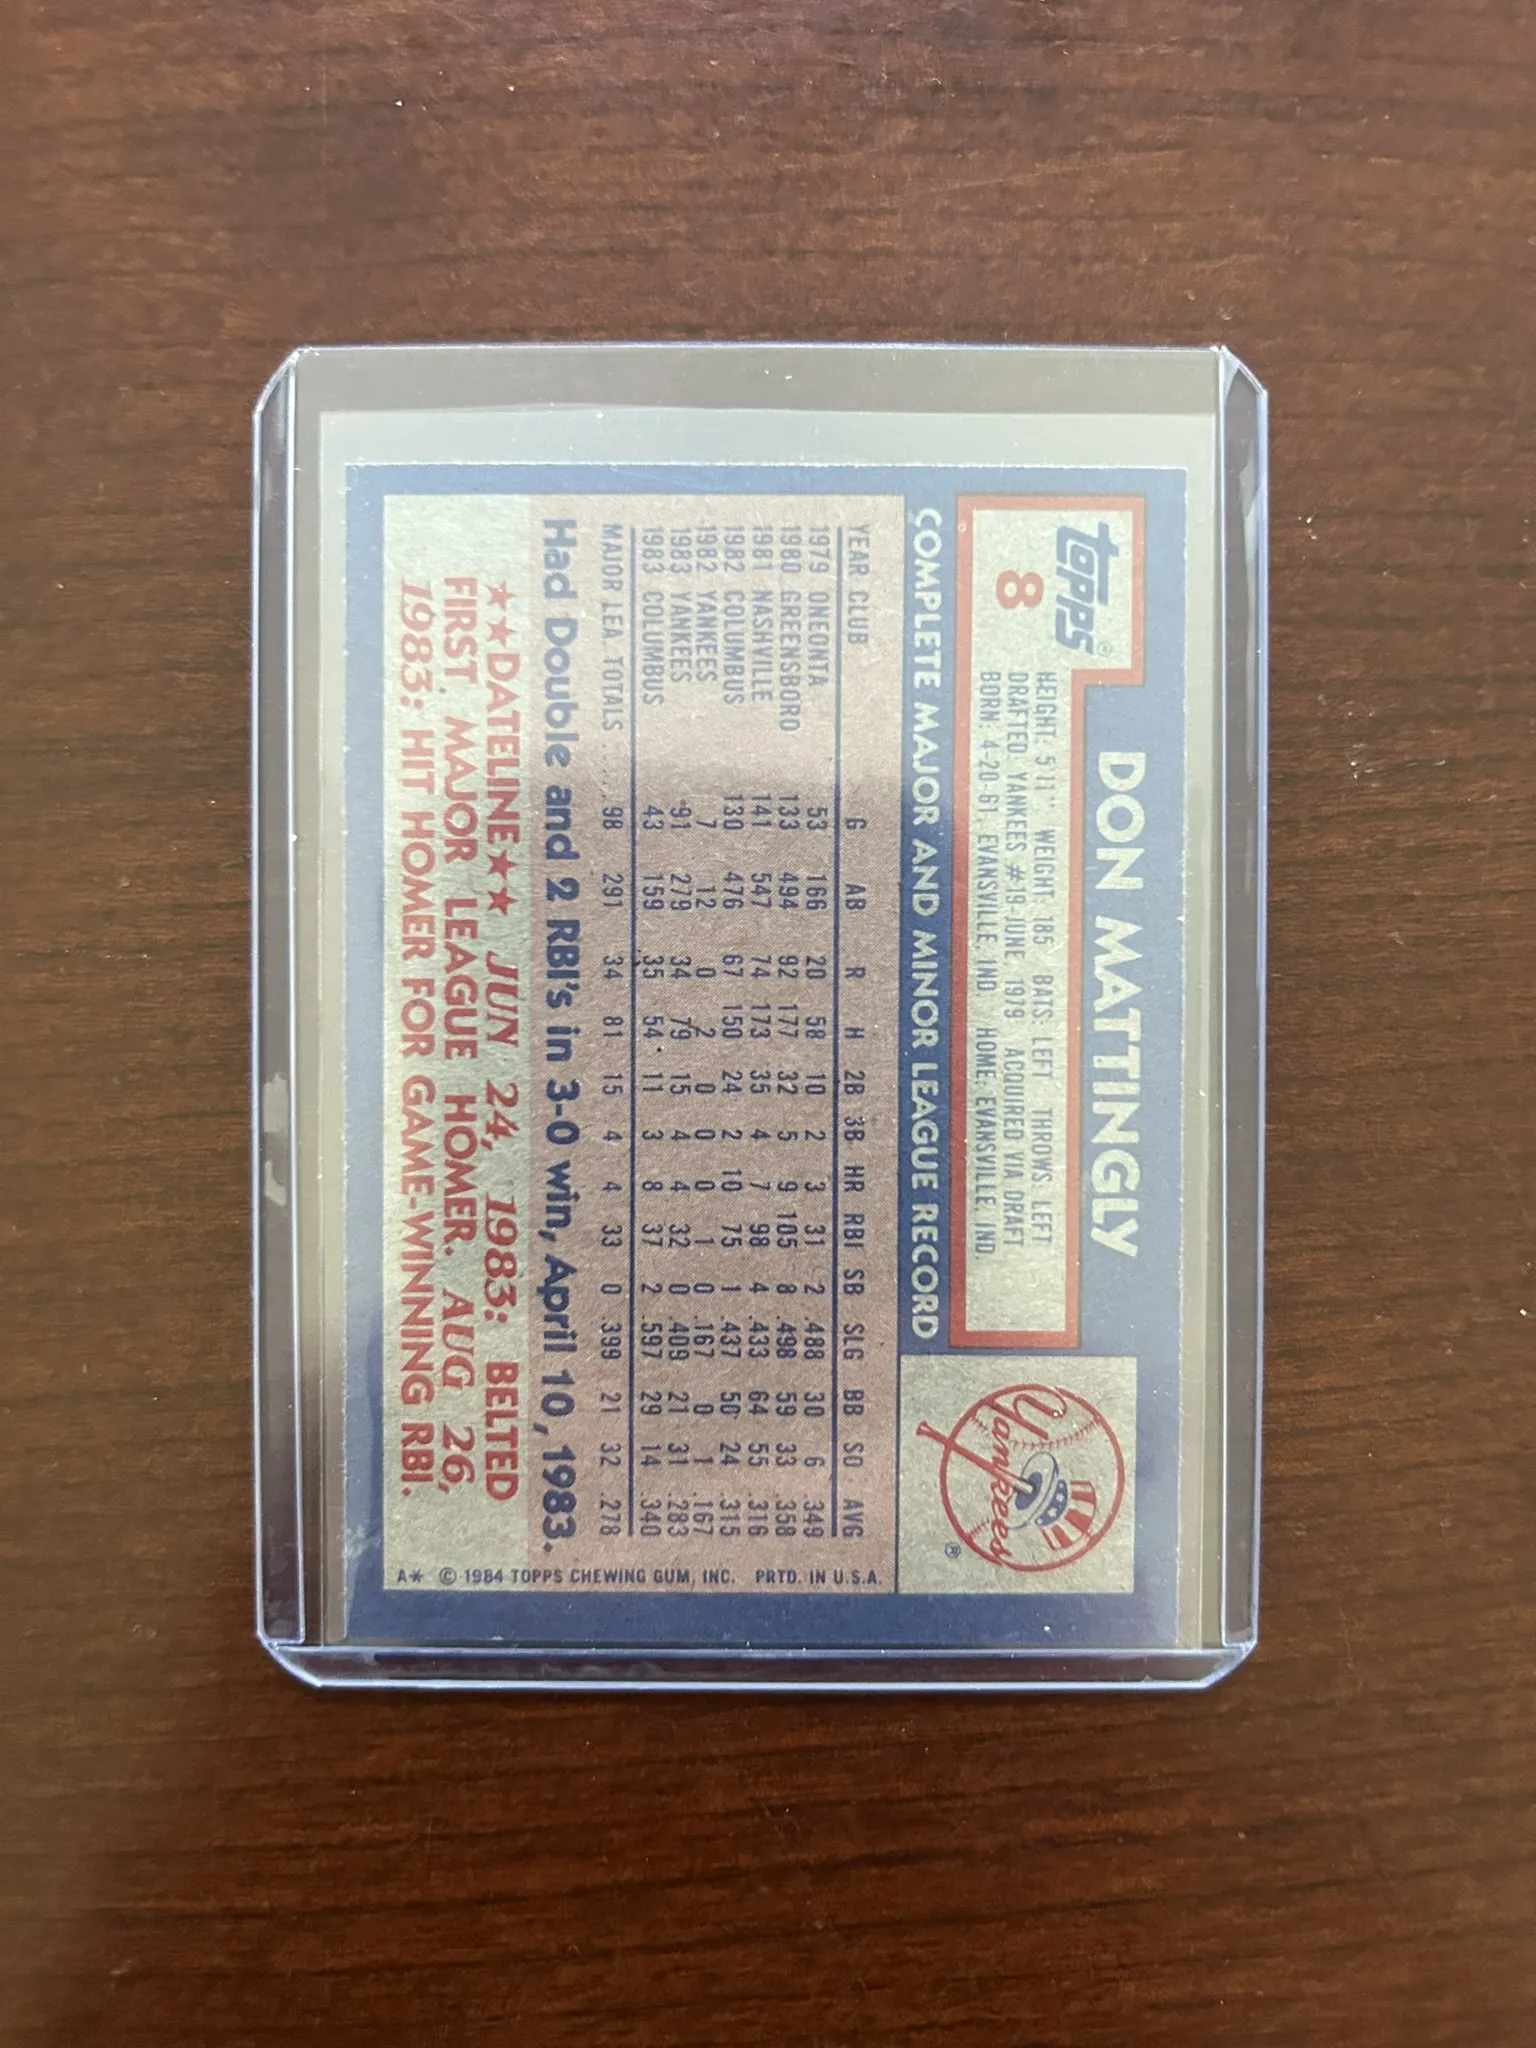 Topps®
8
DON MATTINGLY
HEIGHT: 5'11" WEIGHT: 185 BATS: LEFT THROWS: LEFT
DRAFTED: YANKEES #19-JUNE, 1979 ACQUIRED VIA DRAFT
BORN: 4-20-61, EVANSVILLE, IND. HOME: EVANSVILLE, IND.
Yankees ®
COMPLETE MAJOR AND MINOR LEAGUE RECORD
YEAR CLUB G AB R H 2B 3B HR RBI SB SLG BB SO AVG
1979 ONEONTA 53 166 20 58 10 2 3 31 2 .488 30 6 .349
1980 GREENSBORO 133 494 92 177 32 5 9 105 8 .498 59 33 .358
1981 NASHVILLE 141 547 74 173 35 4 7 98 4 .433 64 55 .316
1982 COLUMBUS 130 476 67 150 24 2 10 75 1 .437 50 24 .315
1982 YANKEES 7 12 0 2 0 0 0 1 0 .167 0 1 .167
1983 YANKEES 91 279 34 79 15 4 4 32 0 .409 21 31 .283
1983 COLUMBUS 43 159 35 54 11 3 8 37 2 .597 29 14 .340
MAJOR LEA. TOTALS ..... 98 291 34 81 15 4 4 33 0 .399 21 32 .278
Had Double and 2 RBI's in 3-0 win, April 10, 1983.
★★DATELINE★★ JUN 24, 1983: BELTED
FIRST MAJOR LEAGUE HOMER. AUG 26,
1983: HIT HOMER FOR GAME-WINNING RBI.
A* © 1984 TOPPS CHEWING GUM, INC. PRTD. IN U.S.A.